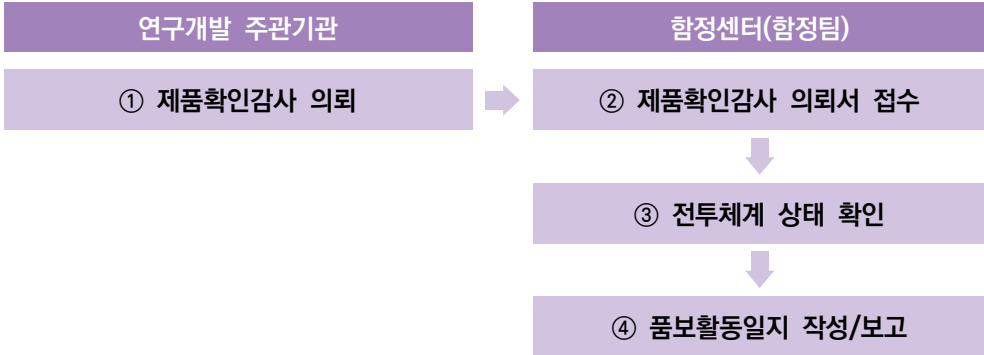 연구개발 주관기관
함정센터(함정팀)
① 제품확인감사 의뢰
② 제품확인감사 의뢰서 접수
③ 전투체계 상태 확인
④ 품보활동일지 작성/보고